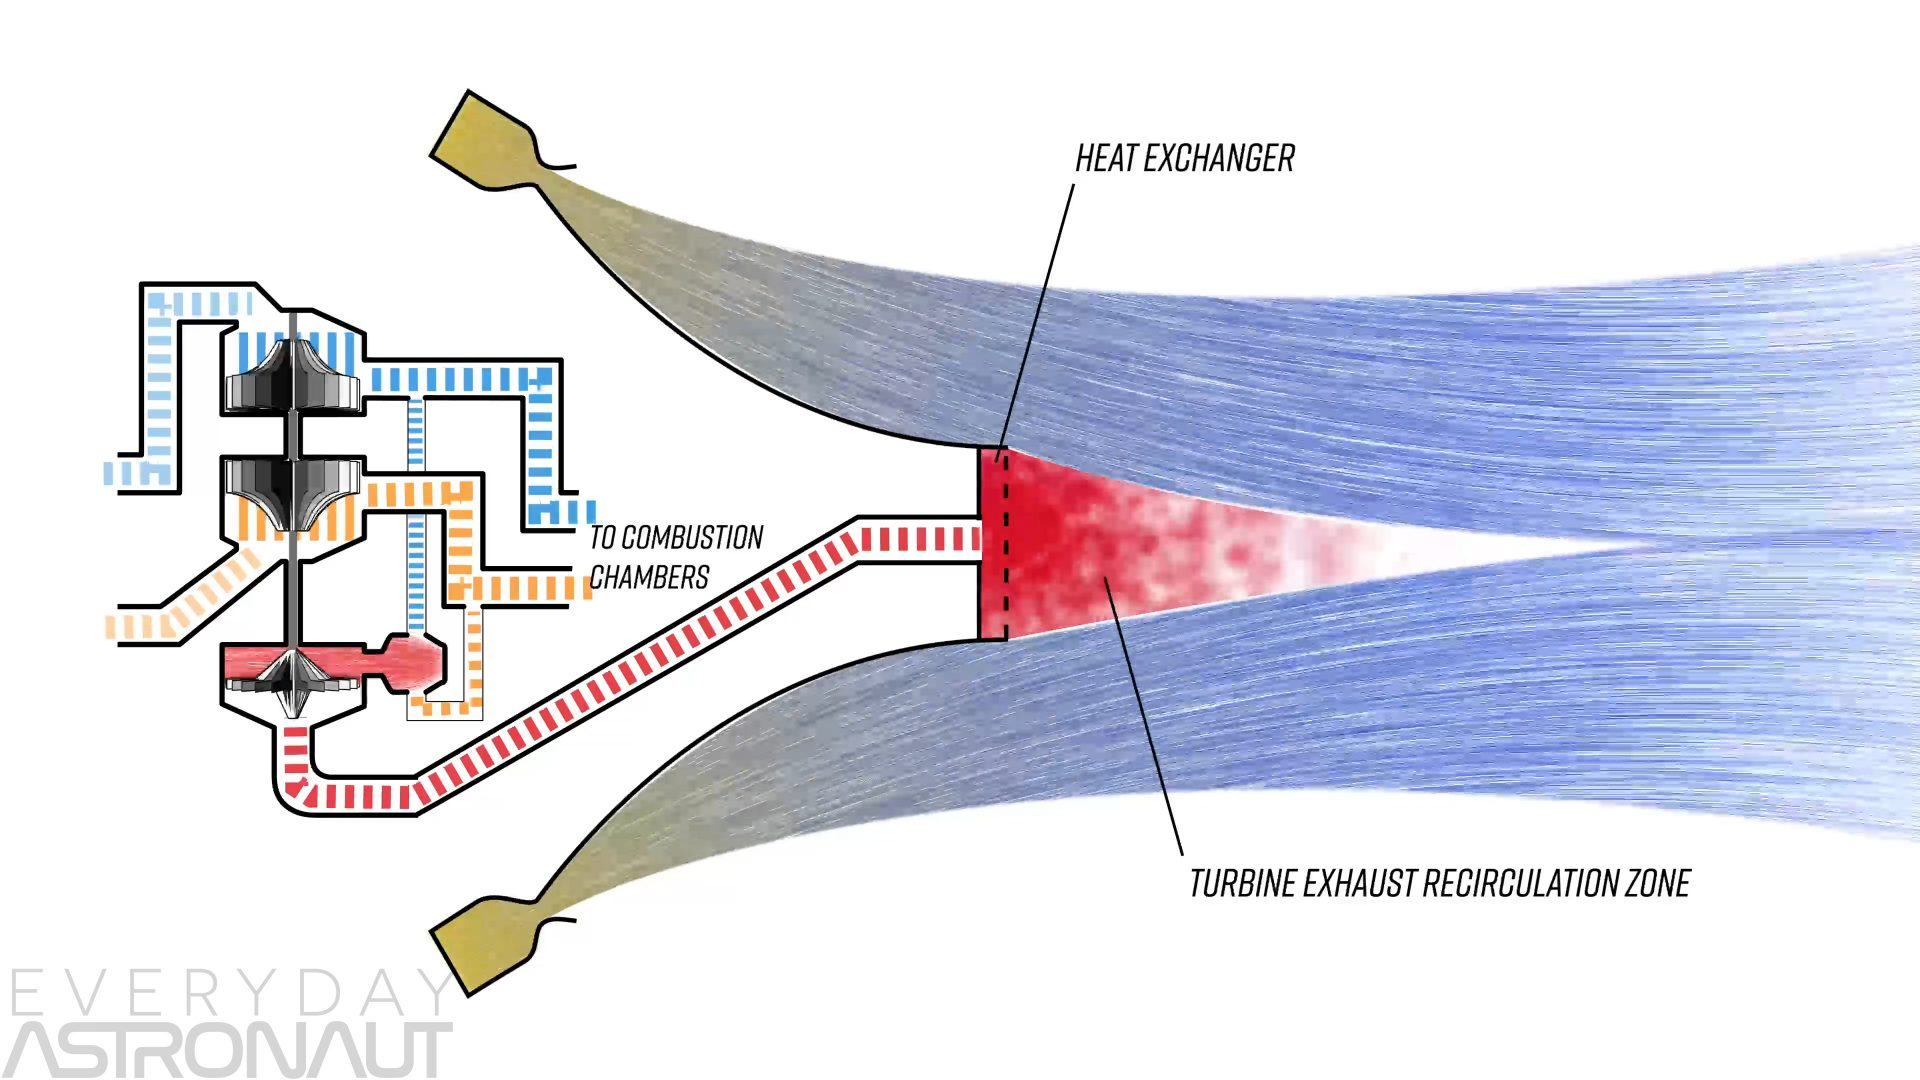 HEAT EXCHANGER
TO COMBUSTION
CHAMBERS
TURBINE EXHAUST RECIRCULATION ZONE
EVERYDAY
ASTRONAUT